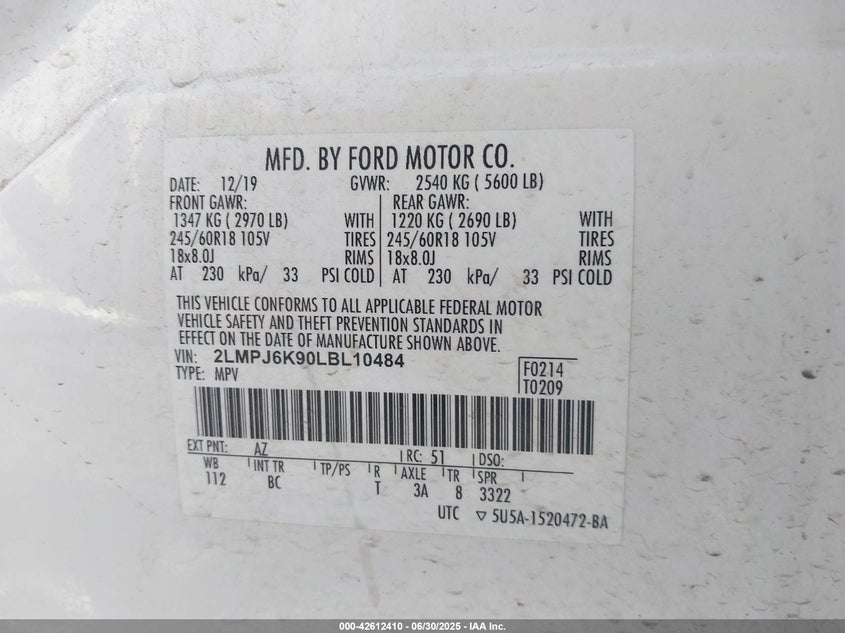 MFD. BY FORD MOTOR CO.
DATE: 12/19 GVWR: 2540 KG ( 5600 LB)
FRONT GAWR: REAR GAWR:
1347 KG ( 2970 LB) WITH 1220 KG ( 2690 LB) WITH
245/60R18 105V TIRES 245/60R18 105V TIRES
18x8.0J RIMS 18x8.0J RIMS
AT 230 kPa/ 33 PSI COLD AT 230 kPa/ 33 PSI COLD
THIS VEHICLE CONFORMS TO ALL APPLICABLE FEDERAL MOTOR
VEHICLE SAFETY AND THEFT PREVENTION STANDARDS IN
EFFECT ON THE DATE OF MANUFACTURE SHOWN ABOVE.
VIN: 2LMPJ6K90LBL10484
TYPE: MPV
F0214
T0209
EXT PNT: AZ RC: 51 DSO:
WB INT TR TP/PS R AXLE TR SPR
112 BC T 3A 8 3322
UTC ▽ 5U5A-1520472-BA
000-42612410 - 06/30/2025 - IAA Inc.